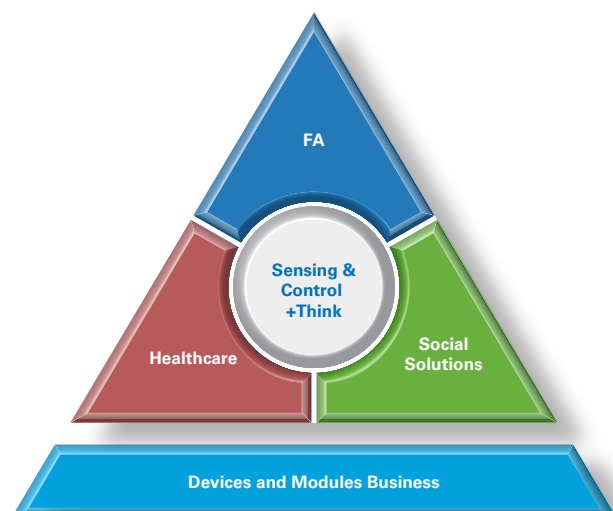 FA
Sensing &
Control
+Think
Healthcare
Social
Solutions
Devices and Modules Business